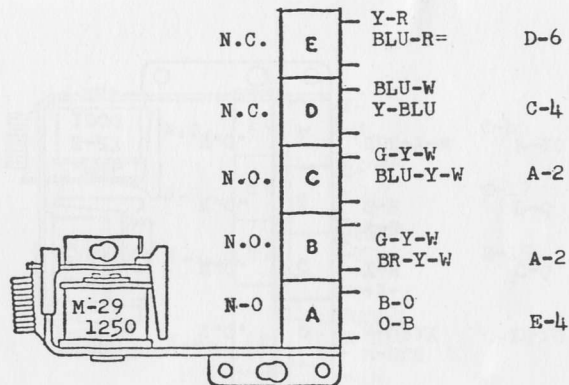 Y-R
N.C. E BLU-R= D-6
BLU-W
N.C. D Y-BLU C-4
G-Y-W
N.O. C BLU-Y-W A-2
G-Y-W
N.O. B BR-Y-W A-2
M-29 N-O A B-O
1250 O-B E-4